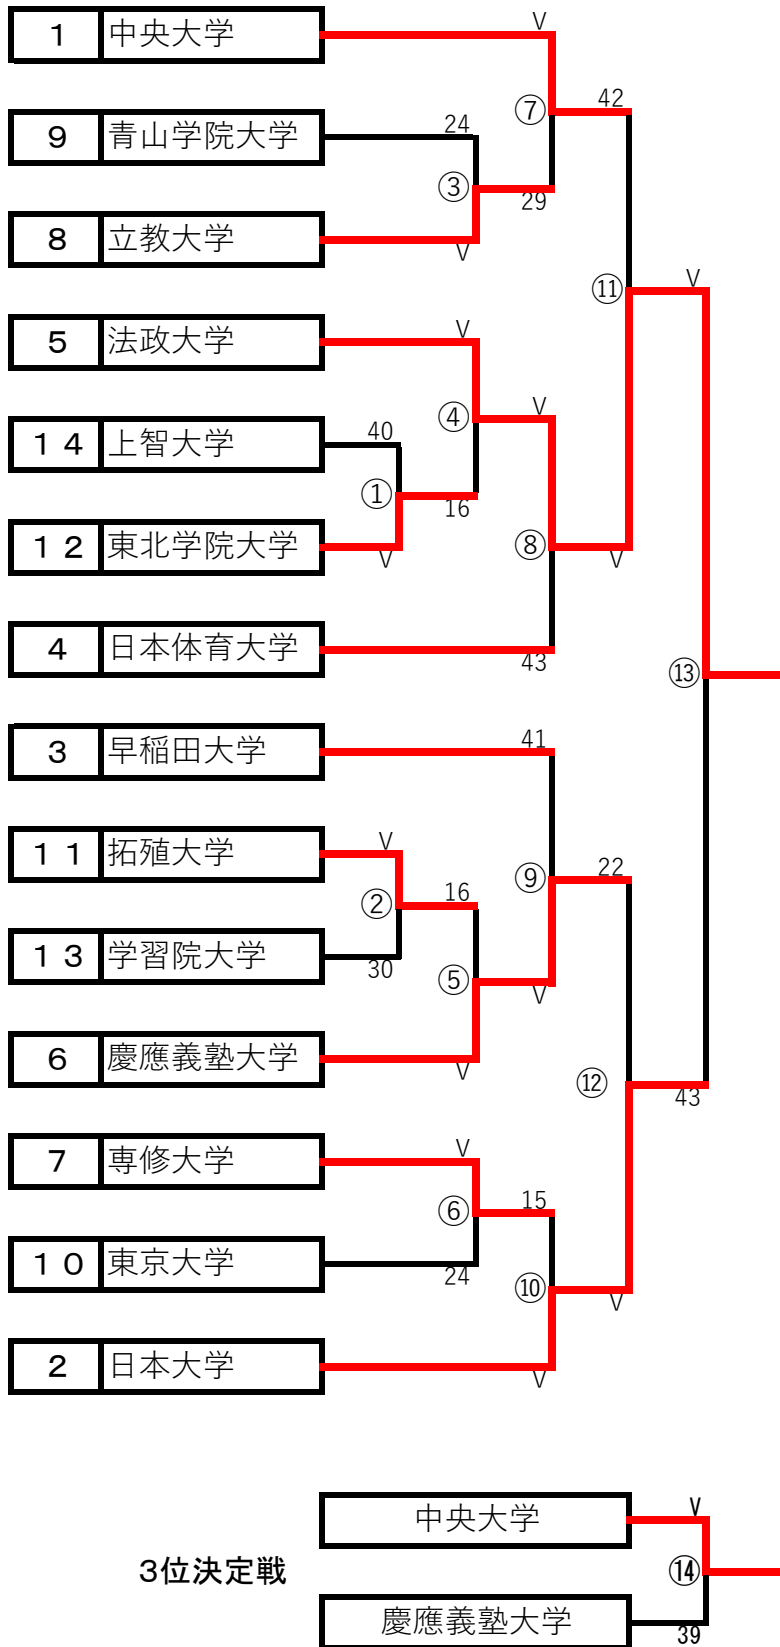 V
1 中央大学
⑦ 42
24
9 青山学院大学
③
29
8 立教大学
V
⑪ V
V
5 法政大学
V
④
40
14 上智大学
①
16
12 東北学院大学
V
⑧
V
4 日本体育大学
43
⑬
41
3 早稲田大学
V
11 拓殖大学
⑨ 22
② 16
13 学習院大学
30
⑤
V
6 慶應義塾大学
V
⑫
43
V
7 専修大学
15
⑥
10 東京大学
24
⑩
V
2 日本大学
V
V
中央大学
3位決定戦
⑭
慶應義塾大学
39